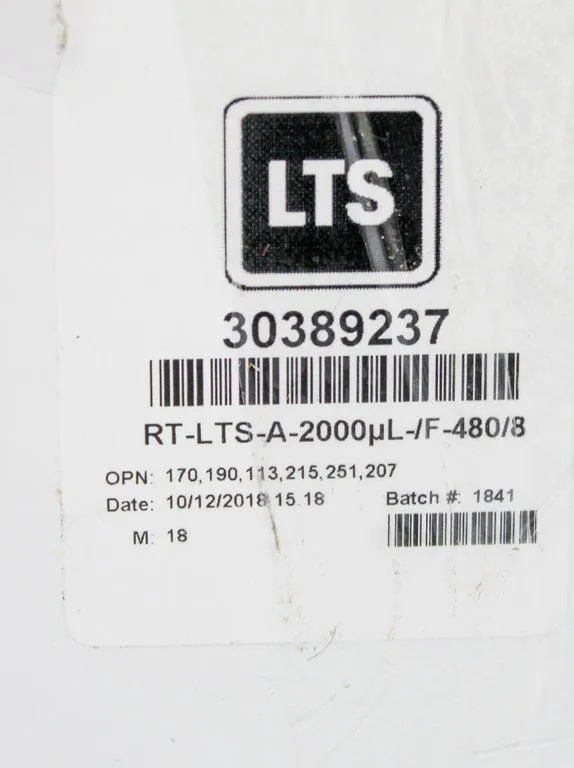 LTS
30389237
RT-LTS-A-2000µL-/F-480/8
OPN: 170,190,113,215,251,207
Date: 10/12/2018 15.18 Batch #: 1841
M: 18